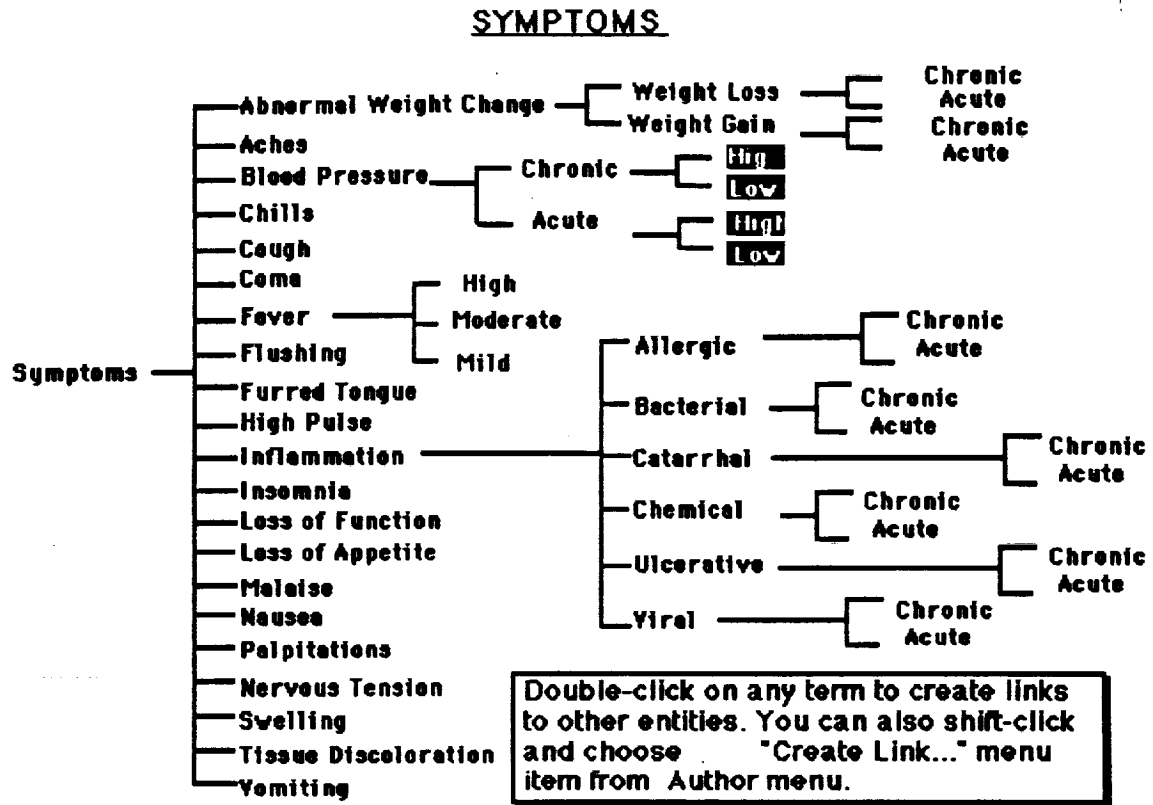 SYMPTOMS
Symptoms
Abnormal Weight Change
Weight Loss
Chronic
Acute
Weight Gain
Chronic
Acute
Aches
Blood Pressure
Chronic
Hig
Low
Acute
High
Low
Chills
Cough
Coma
Fever
High
Moderate
Mild
Flushing
Furred Tongue
High Pulse
Inflammation
Allergic
Chronic
Acute
Bacterial
Chronic
Acute
Catarrhal
Chronic
Acute
Chemical
Chronic
Acute
Ulcerative
Chronic
Acute
Viral
Chronic
Acute
Insomnia
Loss of Function
Loss of Appetite
Malaise
Nausea
Palpitations
Nervous Tension
Swelling
Tissue Discoloration
Vomiting
Double-click on any term to create links
to other entities. You can also shift-click
and choose "Create Link..." menu
item from Author menu.